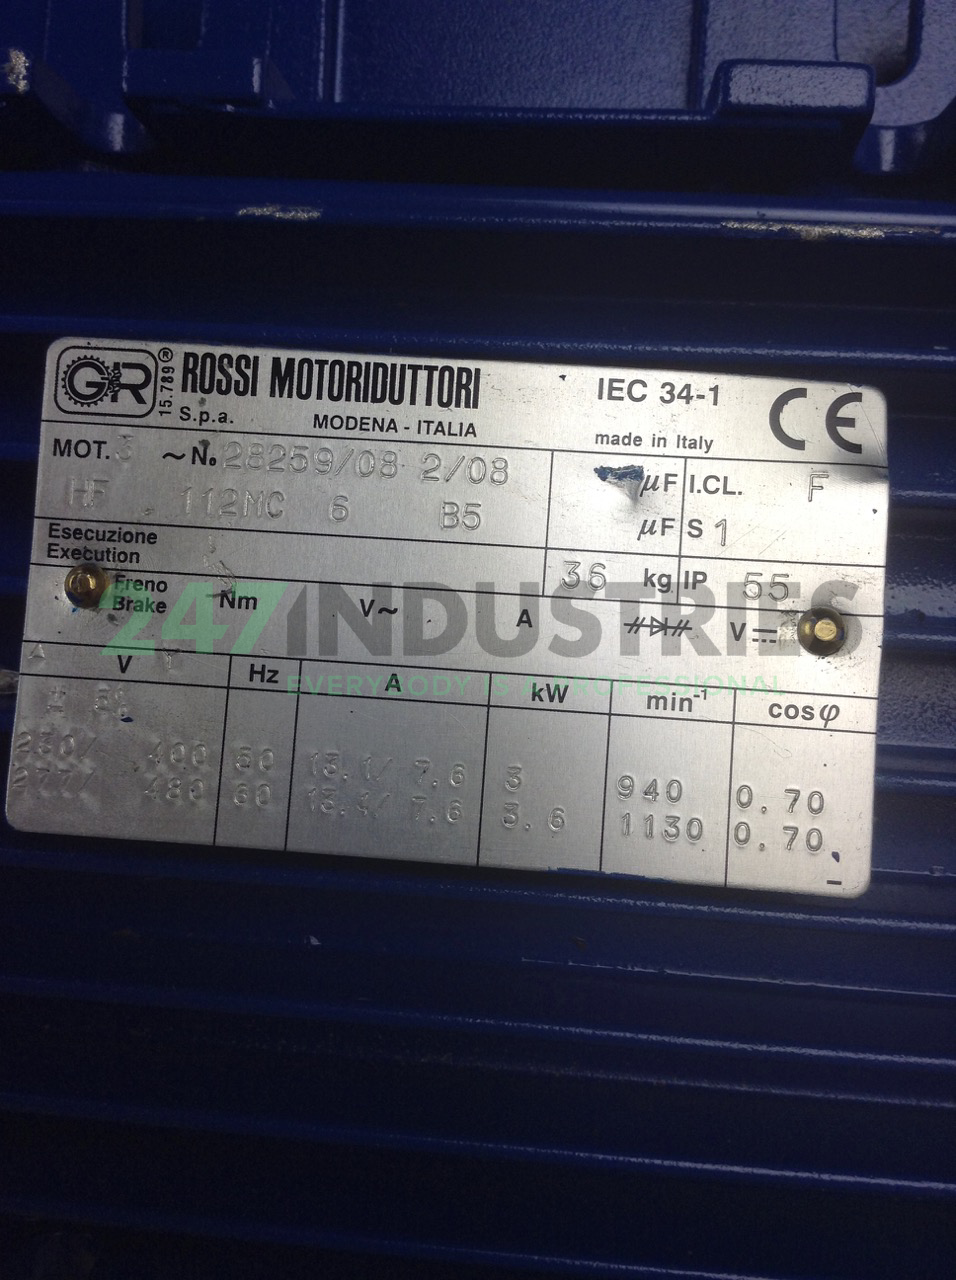 GR ® ROSSI MOTORIDUTTORI IEC 34-1 CE
15.789 S.p.a. MODENA - ITALIA made in Italy
MOT. 3 ~ No 28259/08 2/08 µF I.CL. F
HF 112MC 6 B5 µF S 1
Esecuzione
Execution 36 kg IP 55
Freno
Brake Nm V~ A V
247INDUSTRIES
EVERYBODY IS A PROFESSIONAL
V Y Hz A kW min-1 cosφ
230/ 400 13.1/ 7.6 3 940 0.70
277/ 480 60 13.1/ 7.6 3.6 1130 0.70